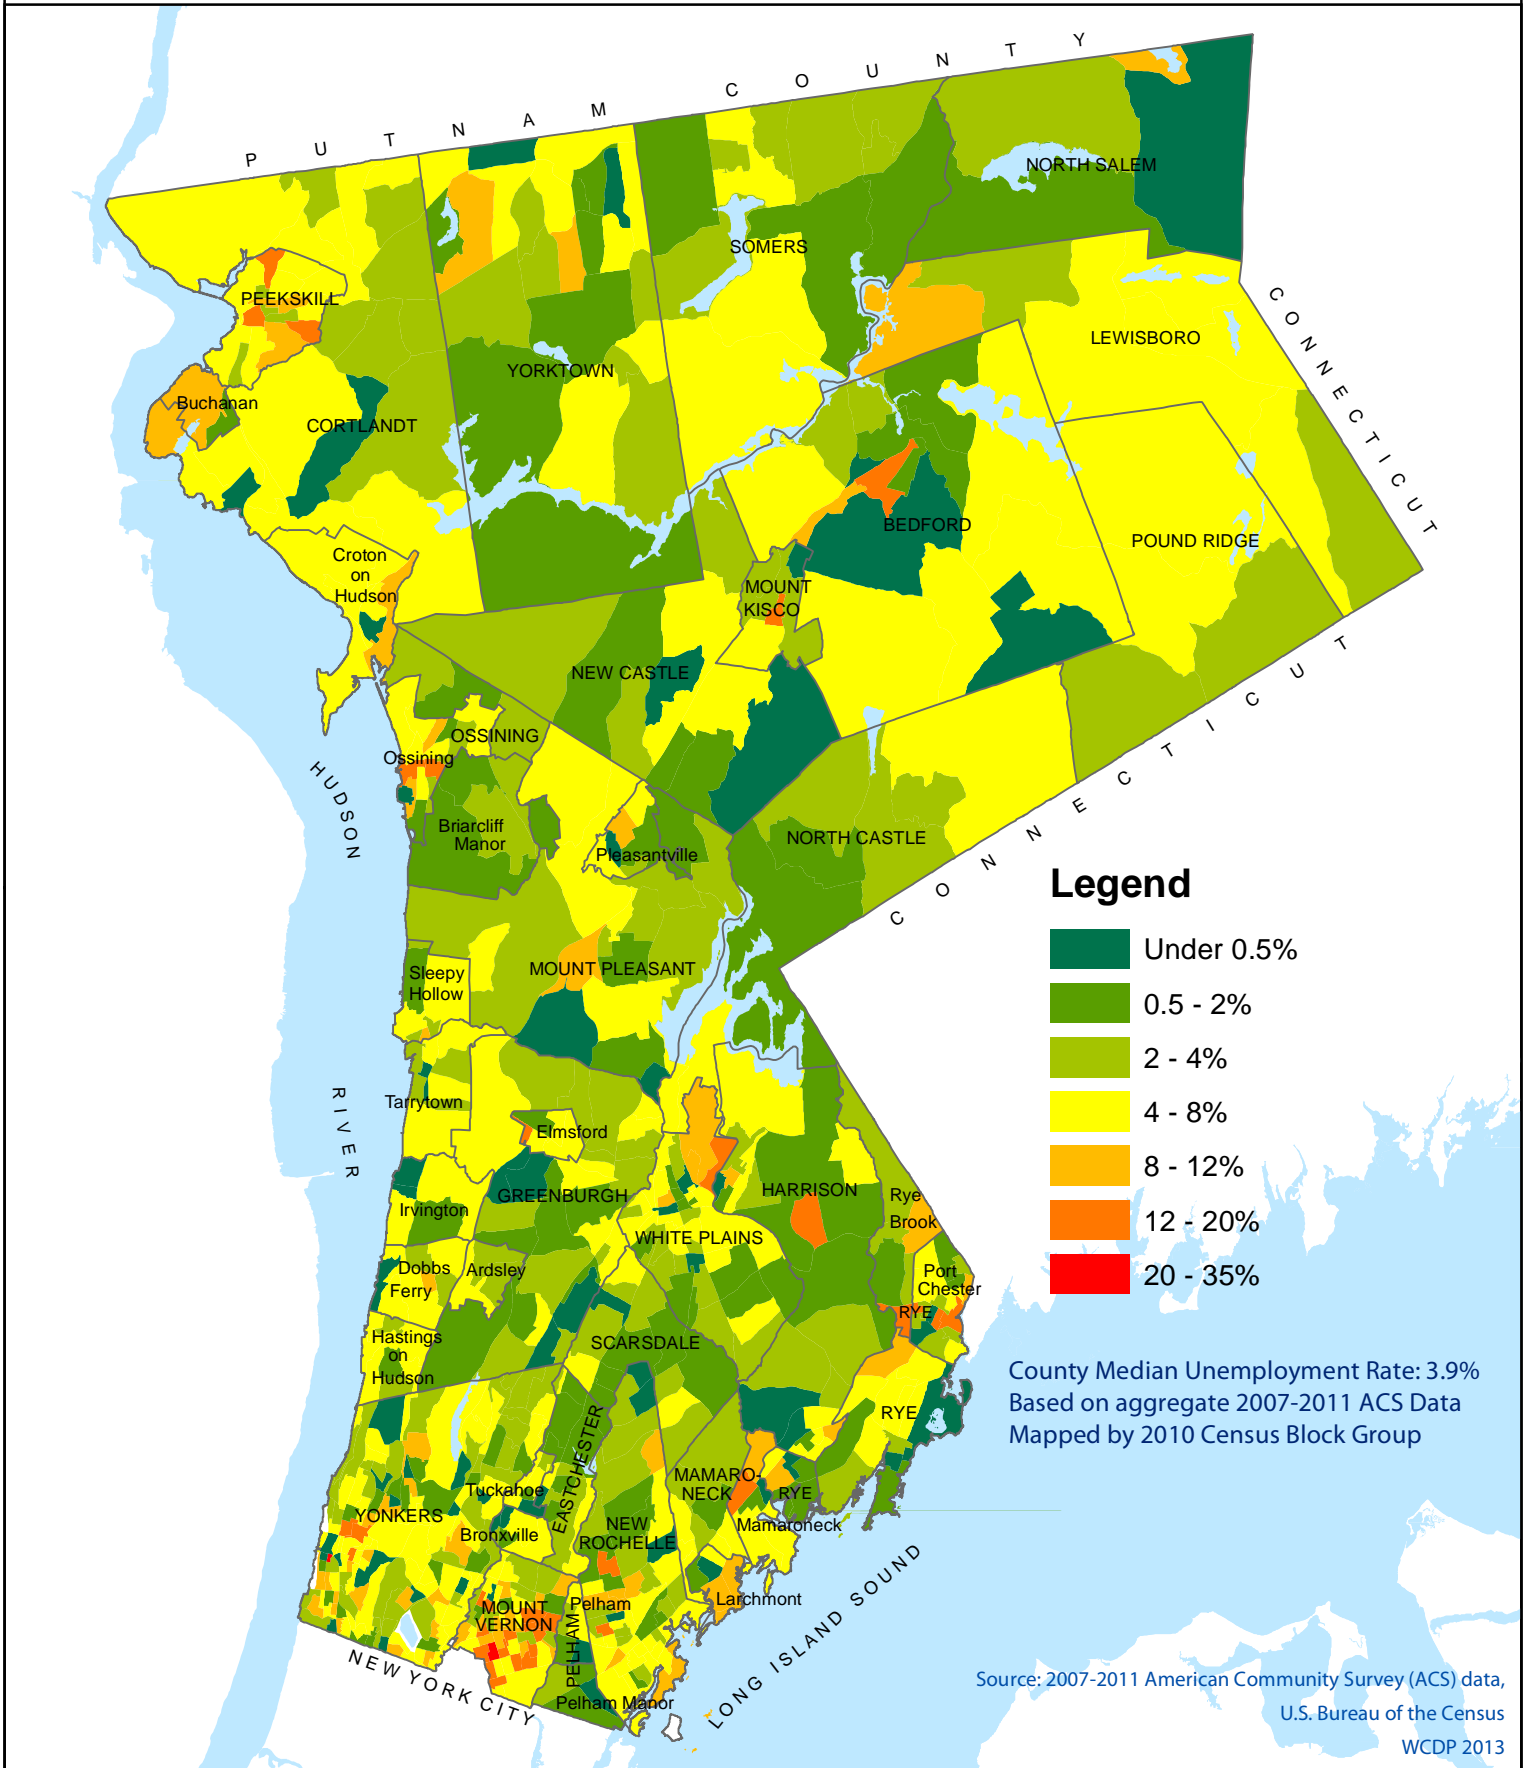 PUTNAM COUNTY
NORTH SALEM
SOMERS
PEEKSKILL
LEWISBORO
CONNECTICUT
YORKTOWN
Buchanan
CORTLANDT
BEDFORD
POUND RIDGE
Croton
on
Hudson
MOUNT
KISCO
NEW CASTLE
CONNECTICUT
OSSINING
Ossining
HUDSON
Briarcliff
Manor
NORTH CASTLE
Pleasantville
Legend
Under 0.5%
0.5 - 2%
2 - 4%
4 - 8%
8 - 12%
12 - 20%
20 - 35%
MOUNT PLEASANT
Sleepy
Hollow
RIVER
Tarrytown
Elmsford
GREENBURGH
HARRISON
Rye
Brook
Irvington
WHITE PLAINS
Dobbs
Ferry
Ardsley
Port
Chester
RYE
Hastings
on
Hudson
SCARSDALE
County Median Unemployment Rate: 3.9%
Based on aggregate 2007-2011 ACS Data
Mapped by 2010 Census Block Group
RYE
EASTCHESTER
MAMARO-
NECK
RYE
Tuckahoe
YONKERS
Bronxville
NEW
ROCHELLE
Mamaroneck
Larchmont
MOUNT
VERNON
Pelham
PELHAM
LONG ISLAND SOUND
NEW YORK CITY
Pelham Manor
Source: 2007-2011 American Community Survey (ACS) data,
U.S. Bureau of the Census
WCDP 2013